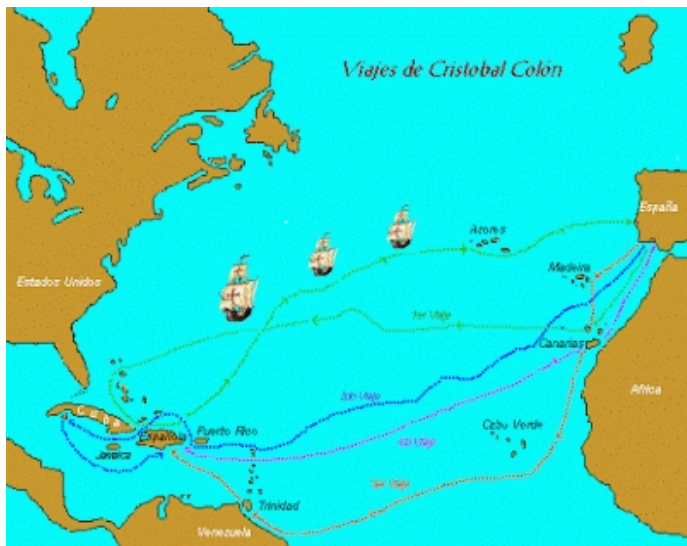 Viajes de Cristobal Colón
España
Azores
Estados Unidos
Madeira
1er Viaje
Canarias
2do Viaje
Africa
Cuba
Española
Puerto Rico
Cabo Verde
4to Viaje
Jamaica
3er Viaje
Trinidad
Venezuela